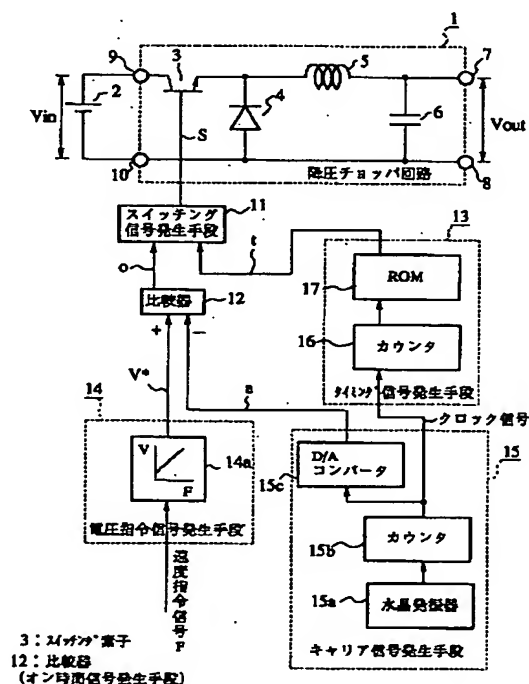 1
9
3
5
7
2
4
6
Vin
Vout
S
10
8
降圧チョッパ回路
スイッチング
信号発生手段
11
13
t
o
ROM
17
比較器
12
16
カウンタ
+
−
タイミング信号発生手段
V*
a
クロック信号
14
15
V
F
14a
D/A
コンバータ
15c
電圧指令信号発生手段
カウンタ
15b
速度指令信号F
水晶発振器
15a
キャリア信号発生手段
3:スイッチング素子
12:比較器
(オン時間信号発生手段)